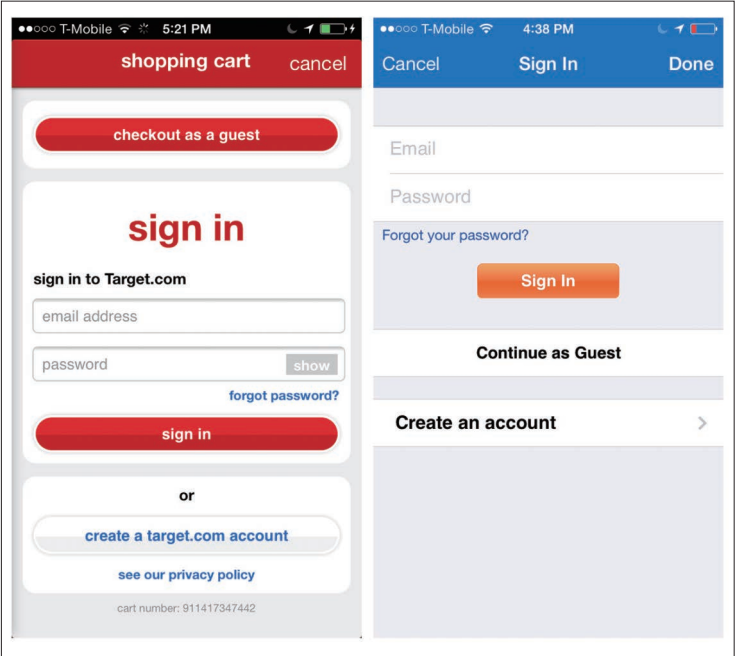 T-Mobile 5:21 PM
shopping cart cancel
checkout as a guest
sign in
sign in to Target.com
email address
password show
forgot password?
sign in
or
create a target.com account
see our privacy policy
cart number: 911417347442
T-Mobile 4:38 PM
Cancel Sign In Done
Email
Password
Forgot your password?
Sign In
Continue as Guest
Create an account